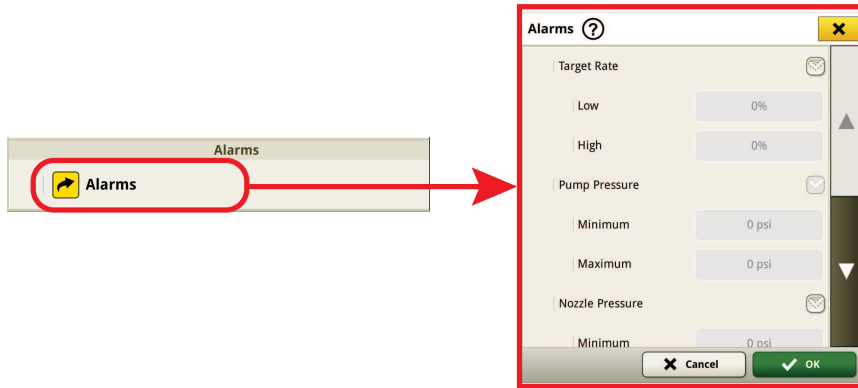 Alarms
Alarms
Alarms ?
Target Rate
Low 0%
High 0%
Pump Pressure
Minimum 0 psi
Maximum 0 psi
Nozzle Pressure
Minimum 0 psi
Cancel OK